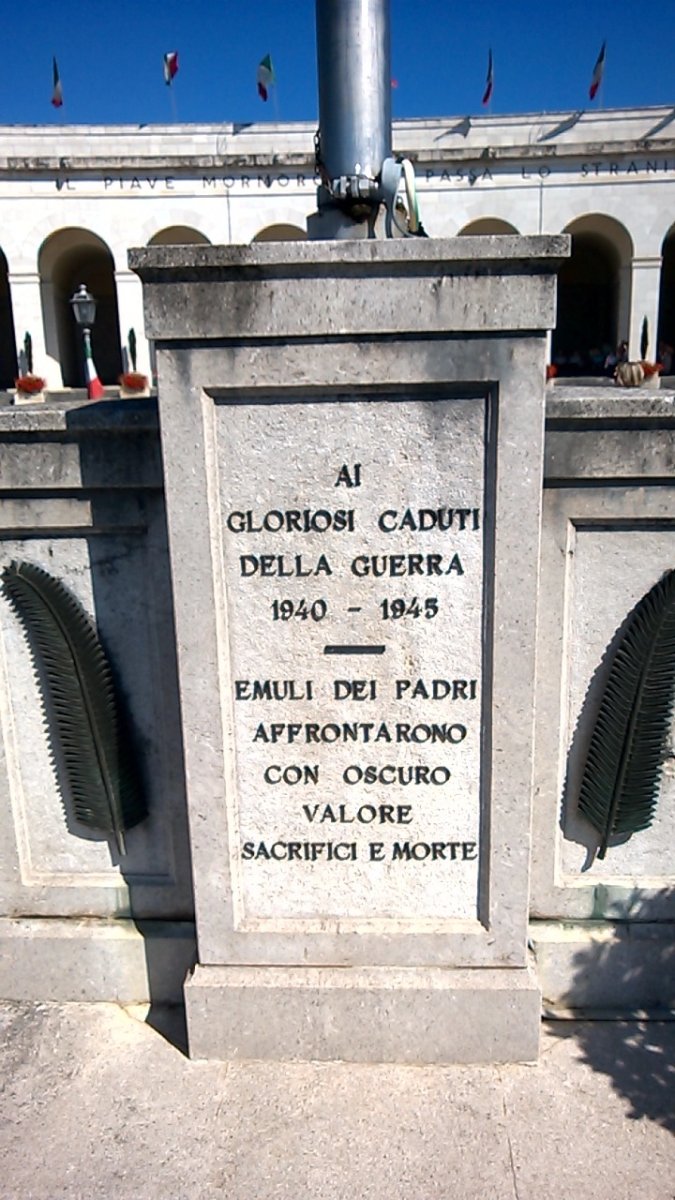 IL PIAVE MORMORÒ PASSA LO STRANI
AI
GLORIOSI CADUTI
DELLA GUERRA
1940 - 1945
EMULI DEI PADRI
AFFRONTARONO
CON OSCURO
VALORE
SACRIFICI E MORTE